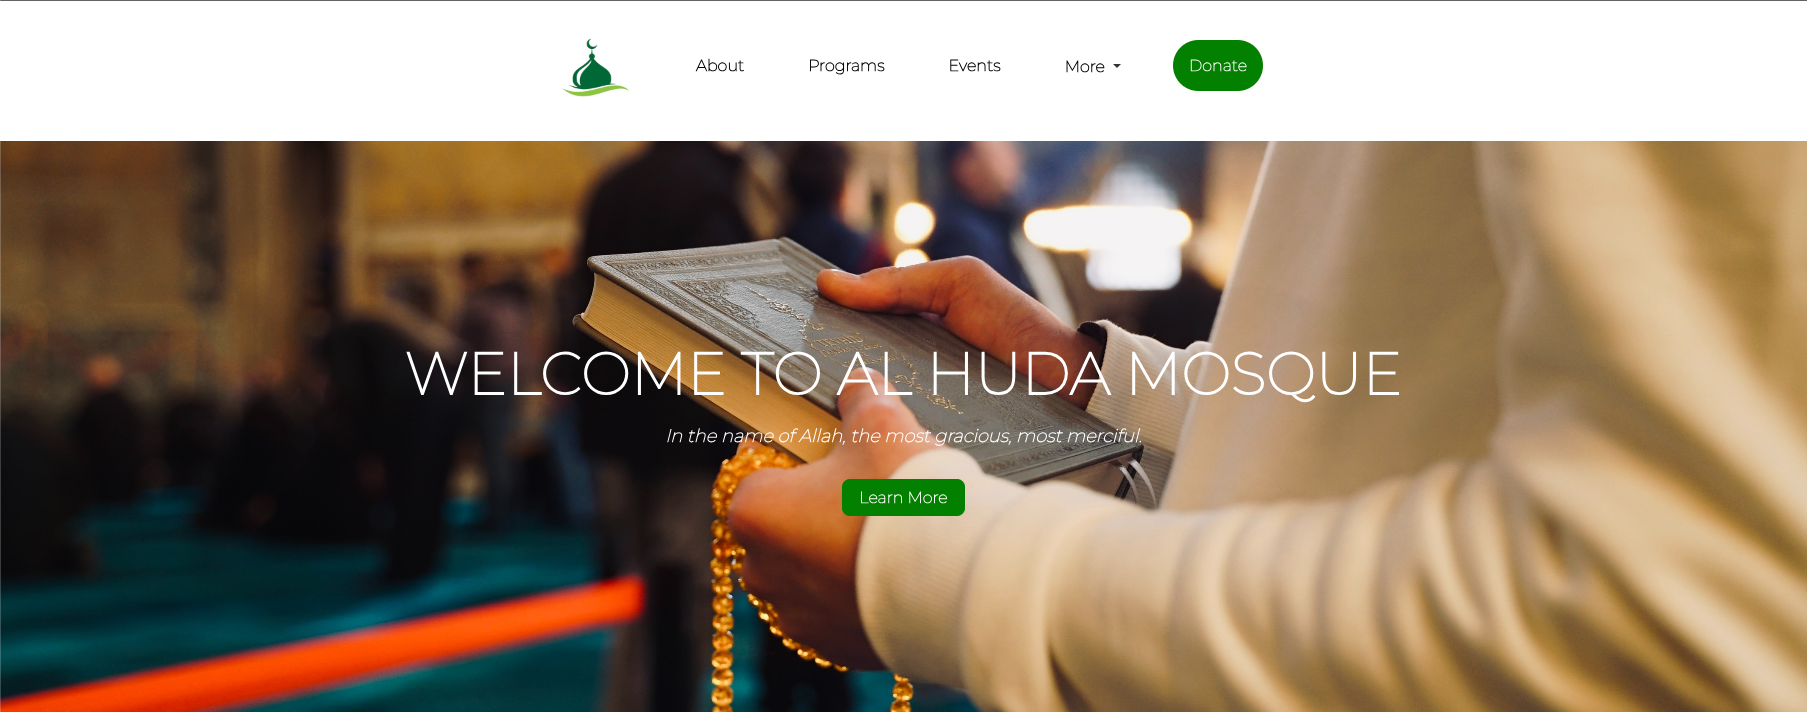 About
Programs
Events
More
Donate
WELCOME TO AL HUDA MOSQUE
In the name of Allah, the most gracious, most merciful.
Learn More